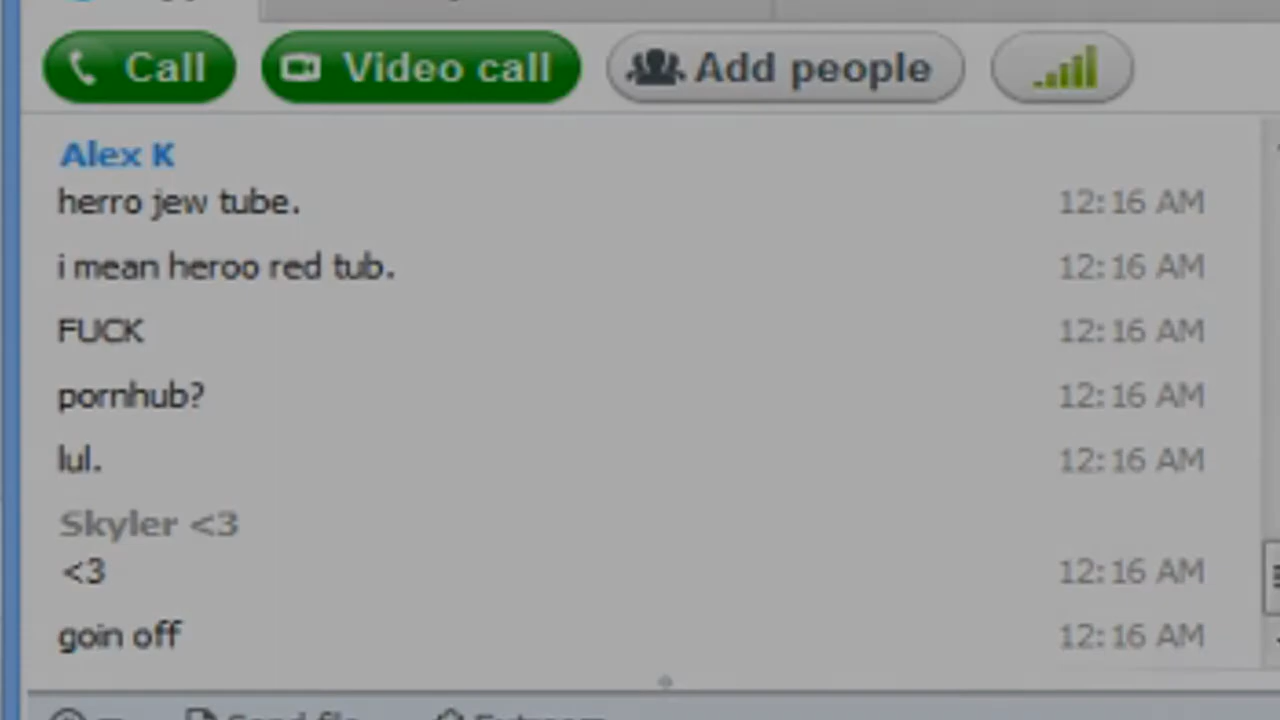 Call Video call Add people
Alex K
herro jew tube. 12:16 AM
i mean heroo red tub. 12:16 AM
FUCK 12:16 AM
pornhub? 12:16 AM
lul. 12:16 AM
Skyler <3
<3 12:16 AM
goin off 12:16 AM
Send file